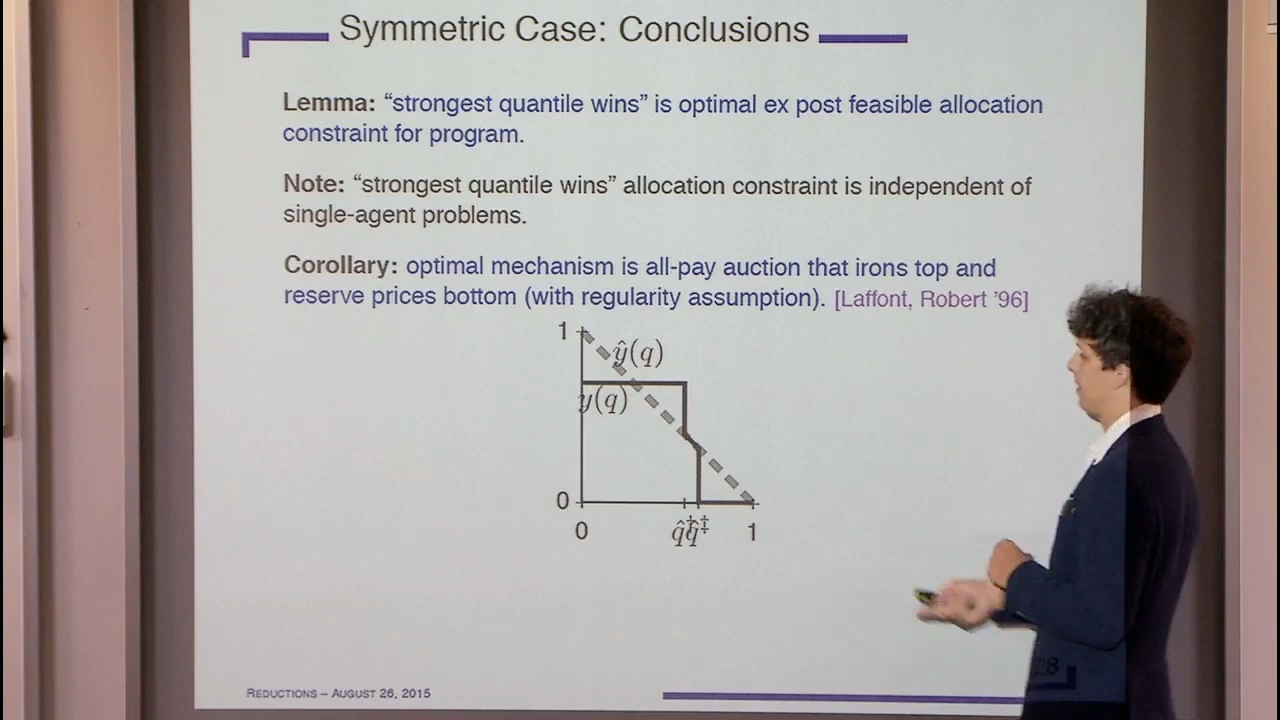 Symmetric Case: Conclusions
Lemma: “strongest quantile wins” is optimal ex post feasible allocation
constraint for program.
Note: “strongest quantile wins” allocation constraint is independent of
single-agent problems.
Corollary: optimal mechanism is all-pay auction that irons top and
reserve prices bottom (with regularity assumption). [Laffont, Robert ’96]
1
ŷ(q)
y(q)
0
0
q̂† q̂‡
1
REDUCTIONS – AUGUST 26, 2015
28